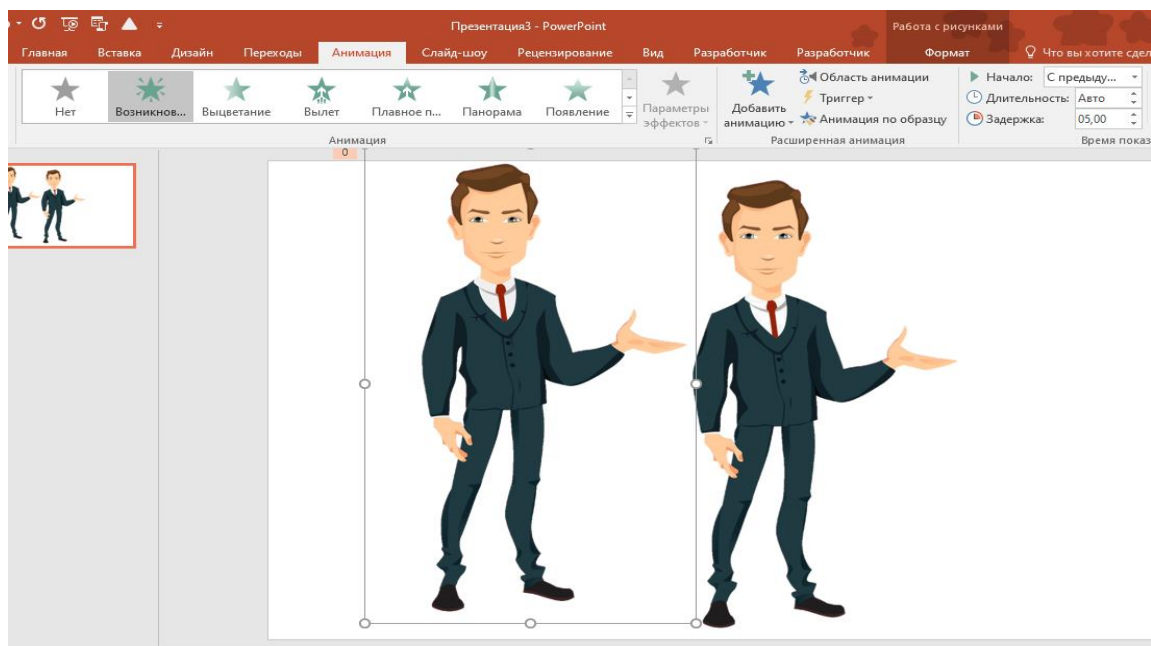 Презентация3 - PowerPoint
Работа с рисунками
Главная Вставка Дизайн Переходы Анимация Слайд-шоу Рецензирование Вид Разработчик Разработчик Формат Что вы хотите сдел
Нет Возникнов... Выцветание Вылет Плавное п... Панорама Появление
Параметры эффектов
Добавить анимацию
Область анимации
Триггер
Анимация по образцу
Начало: С предыду...
Длительность: Авто
Задержка: 05,00
Анимация Расширенная анимация Время показ
0